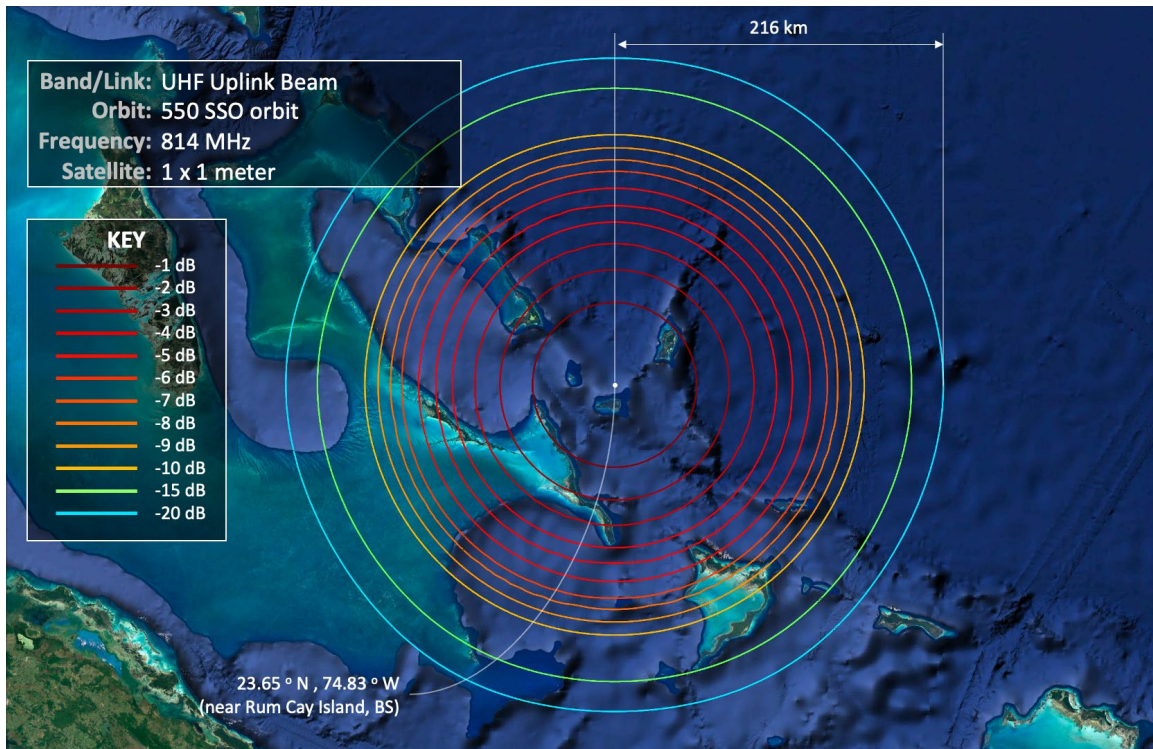 216 km
Band/Link: UHF Uplink Beam
Orbit: 550 SSO orbit
Frequency: 814 MHz
Satellite: 1 x 1 meter
KEY
-1 dB
-2 dB
-3 dB
-4 dB
-5 dB
-6 dB
-7 dB
-8 dB
-9 dB
-10 dB
-15 dB
-20 dB
23.65 º N , 74.83 º W
(near Rum Cay Island, BS)